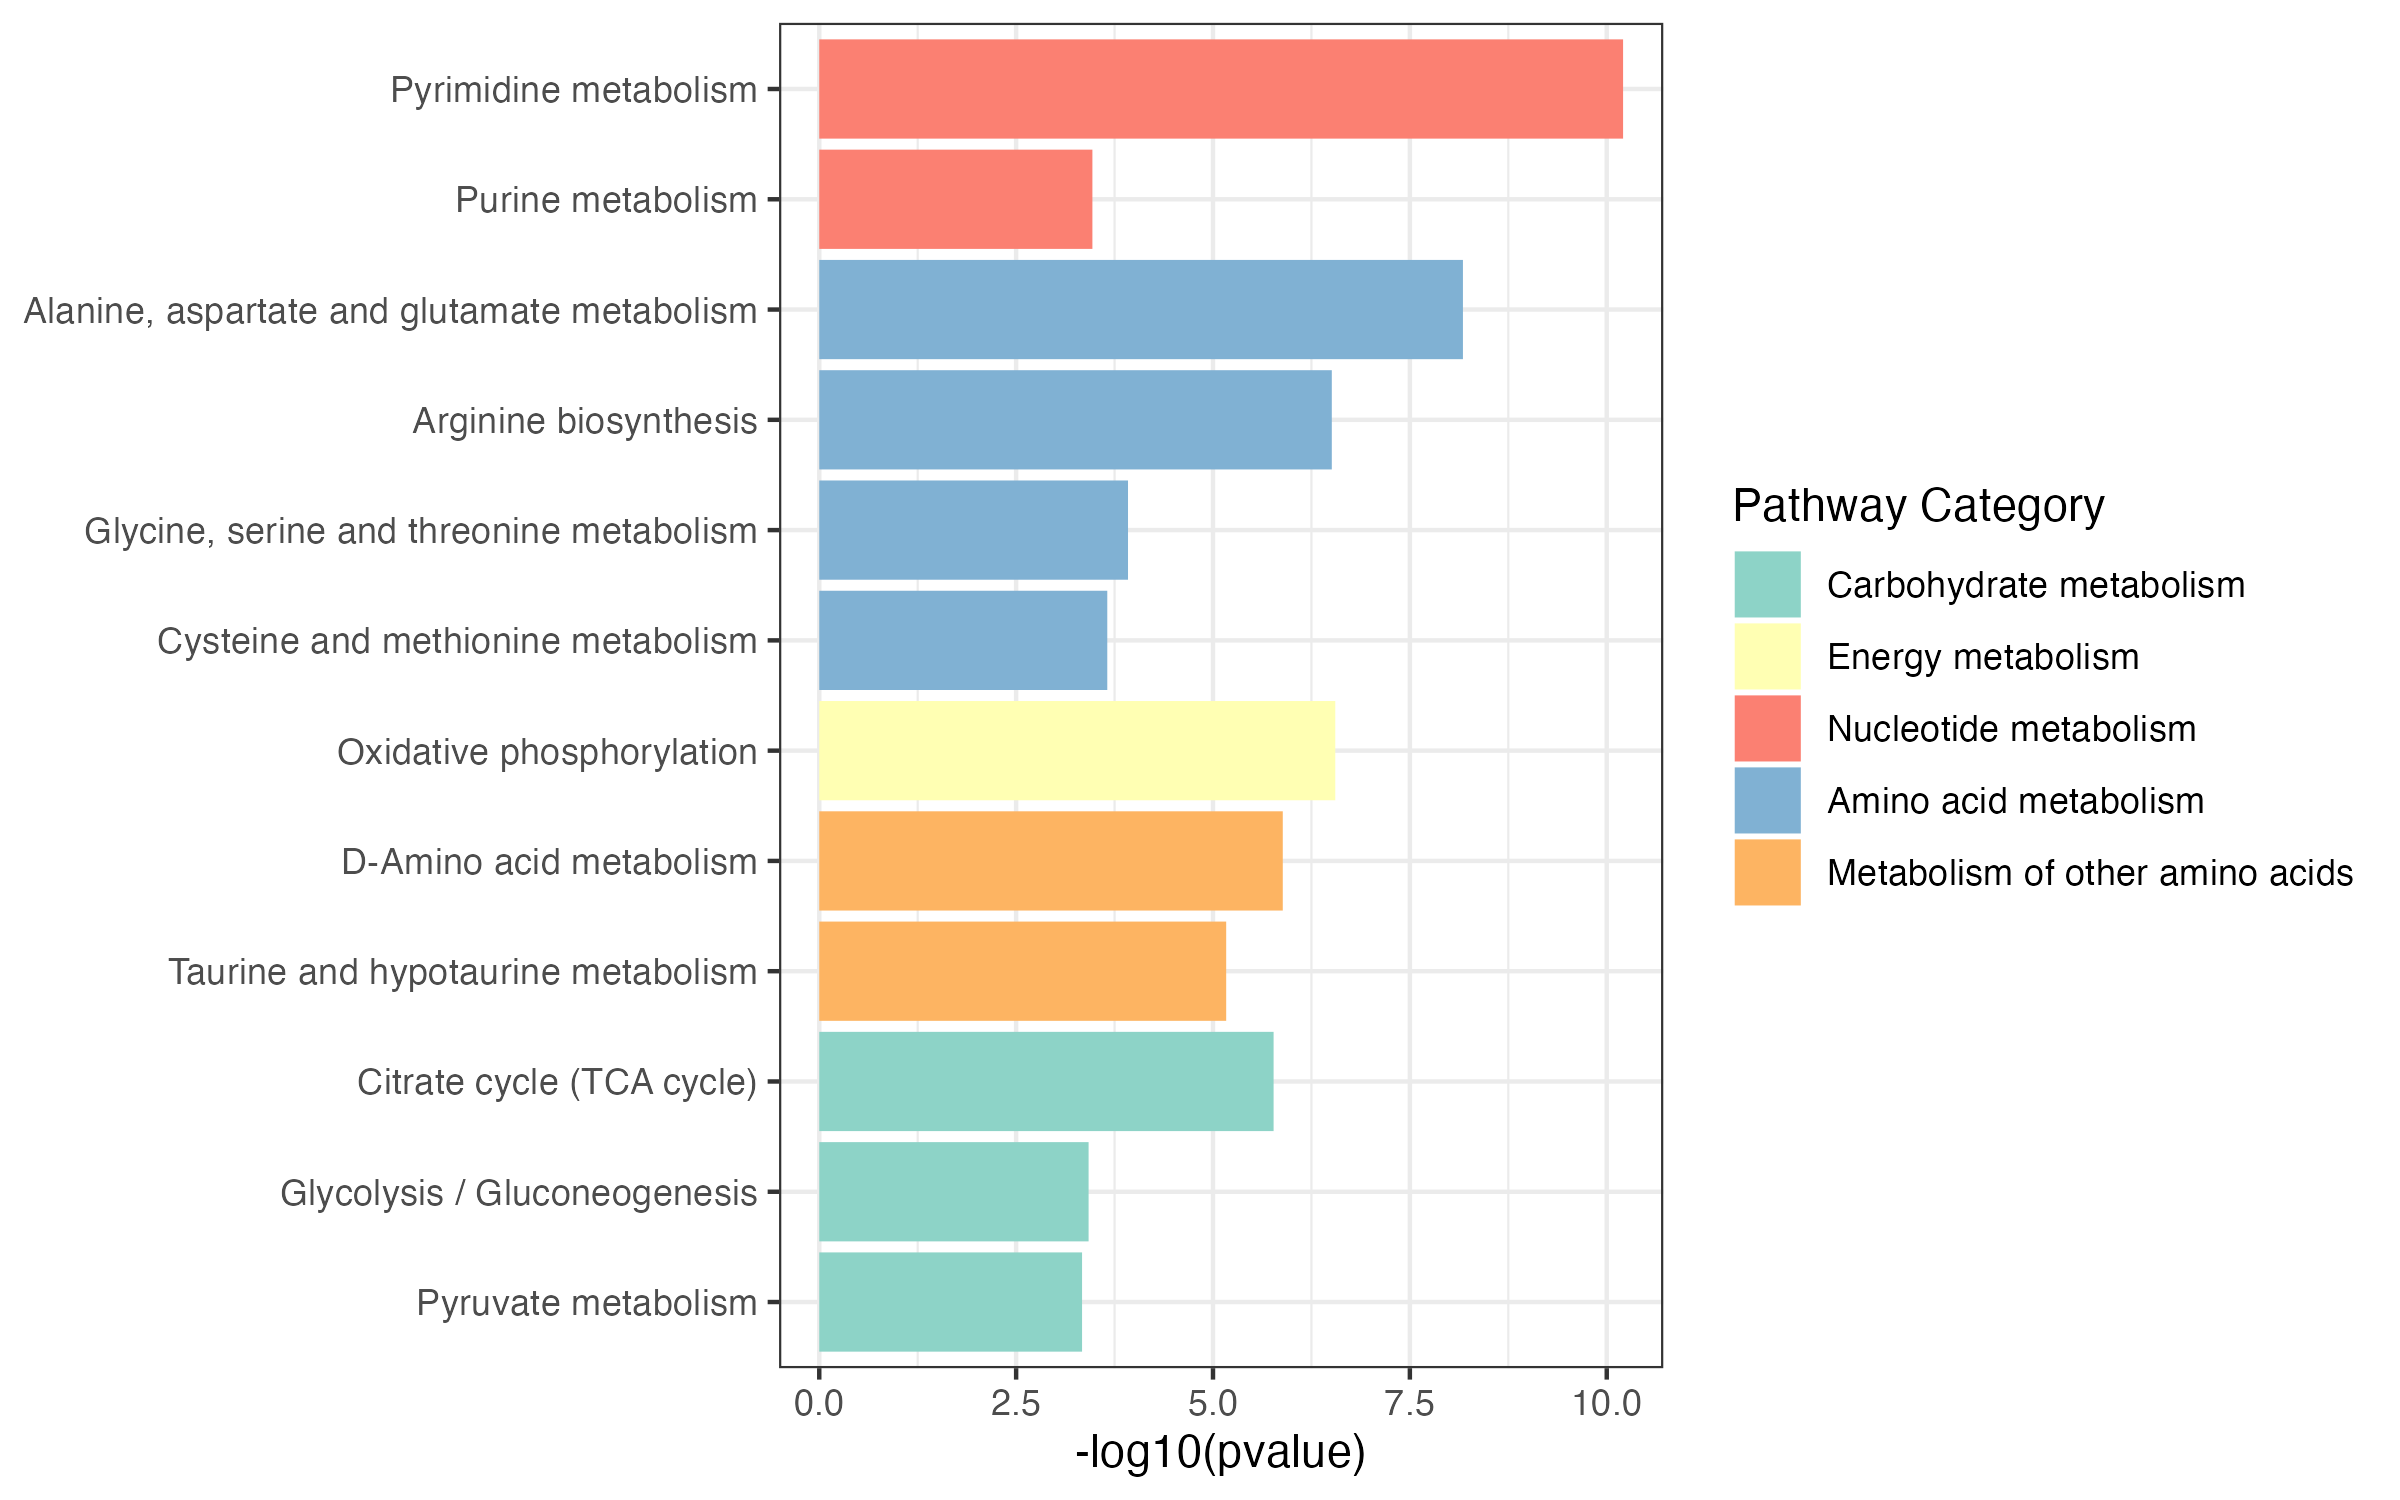 Pyrimidine metabolism
Purine metabolism
Alanine, aspartate and glutamate metabolism
Arginine biosynthesis
Glycine, serine and threonine metabolism
Cysteine and methionine metabolism
Oxidative phosphorylation
D-Amino acid metabolism
Taurine and hypotaurine metabolism
Citrate cycle (TCA cycle)
Glycolysis / Gluconeogenesis
Pyruvate metabolism
0.0 2.5 5.0 7.5 10.0
-log10(pvalue)
Pathway Category
Carbohydrate metabolism
Energy metabolism
Nucleotide metabolism
Amino acid metabolism
Metabolism of other amino acids